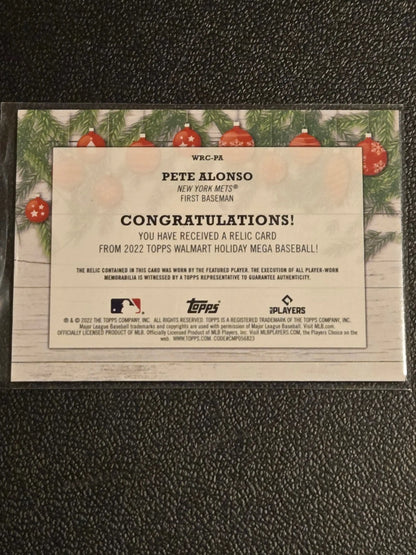 WRC-PA
PETE ALONSO
NEW YORK METS®
FIRST BASEMAN
CONGRATULATIONS!
YOU HAVE RECEIVED A RELIC CARD
FROM 2022 TOPPS WALMART HOLIDAY MEGA BASEBALL!
THE RELIC CONTAINED IN THIS CARD WAS WORN BY THE FEATURED PLAYER. THE EXECUTION OF ALL PLAYER-WORN
MEMORABILIA IS WITNESSED BY A TOPPS REPRESENTATIVE TO GUARANTEE AUTHENTICITY.
topps
PLAYERS
® & © 2022 THE TOPPS COMPANY, INC. ALL RIGHTS RESERVED. TOPPS IS A REGISTERED TRADEMARK OF THE TOPPS COMPANY, INC.
Major League Baseball trademarks and copyrights are used with permission of Major League Baseball. Visit MLB.com.
OFFICIALLY LICENSED PRODUCT OF MLB Players, Inc. Visit MLBPLAYERS.com, the Players Choice on the
web. WWW.TOPPS.COM. CODE#CMP056823